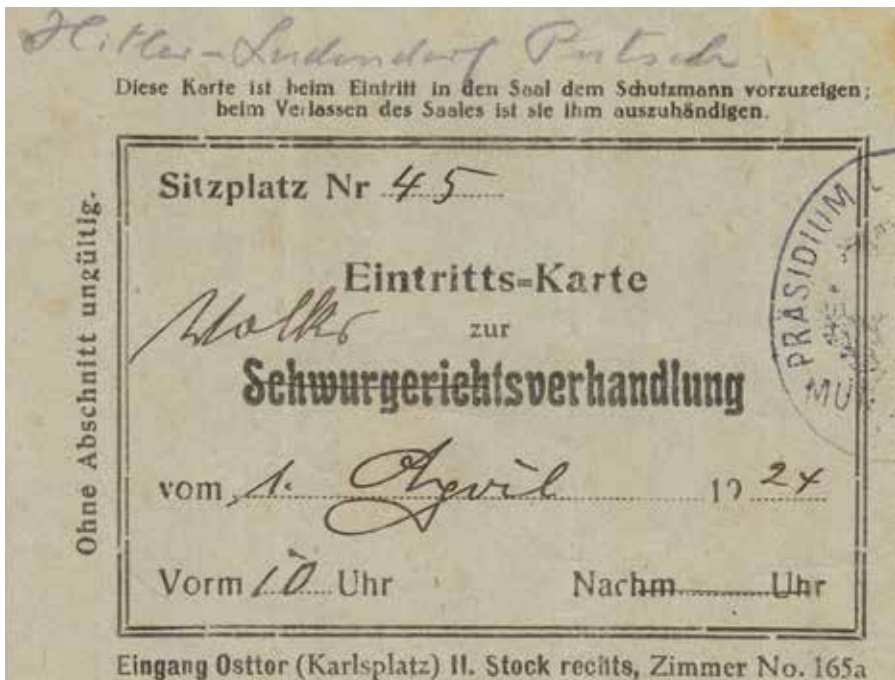 Hitler-Ludendorf Putsch
Diese Karte ist beim Eintritt in den Saal dem Schutzmann vorzuzeigen;
beim Verlassen des Saales ist sie ihm auszuhändigen.
Ohne Abschnitt ungültig.
Sitzplatz Nr 45
Eintritts-Karte
Volks
zur
Schwurgerichtsverhandlung
vom 1. April 1924
Vorm 10 Uhr Nachm Uhr
PRÄSIDIUM
MÜ
Eingang Osttor (Karlsplatz) II. Stock rechts, Zimmer No. 165a